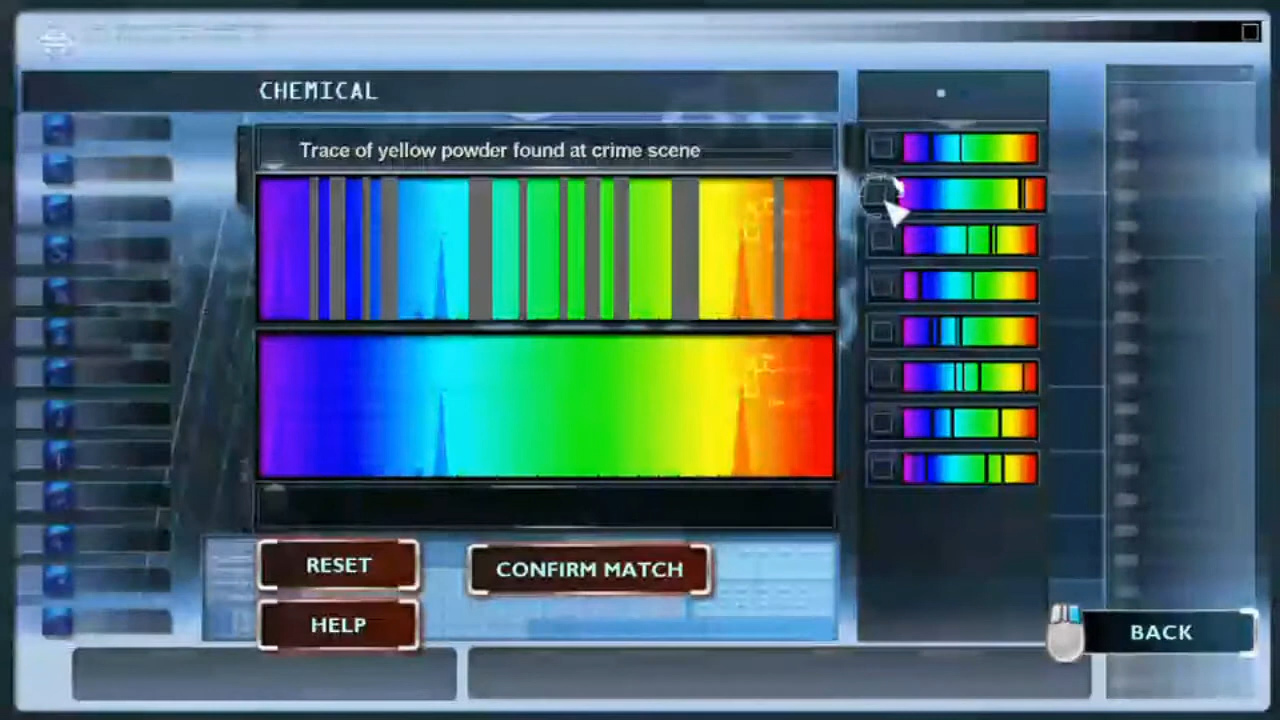 CHEMICAL
Trace of yellow powder found at crime scene
RESET
CONFIRM MATCH
HELP
BACK